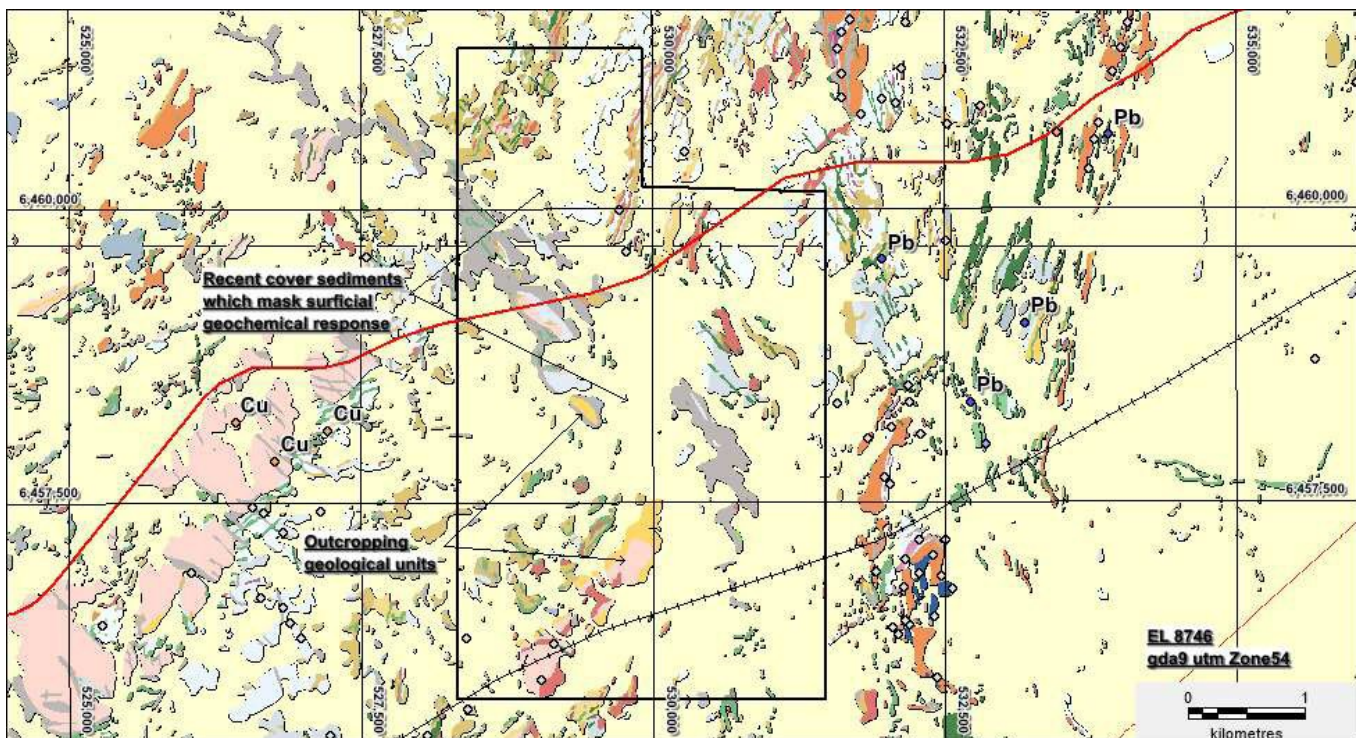 525,000
527,500
530,000
532,500
535,000
Pb
6,460,000
6,460,000
Pb
Recent cover sediments
which mask surficial
geochemical response
Pb
Pb
Cu
Cu
Cu
6,457,500
6,457,500
Outcropping
geological units
EL 8746
gda9 utm Zone54
525,000
527,500
530,000
532,500
0 1
kilometres